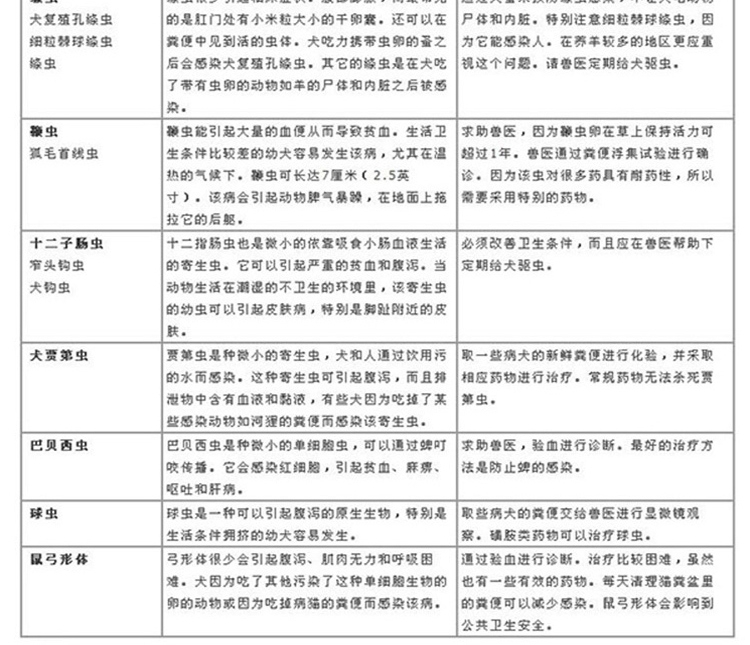 犬复殖孔绦虫
细粒棘球绦虫
绦虫
的是肛门处有小米粒大小的干卵囊。还可以在
粪便中见到活的虫体。犬吃力携带虫卵的蚤之
后会感染犬复殖孔绦虫。其它的绦虫是在犬吃
了带有虫卵的动物如羊的尸体和内脏之后被感
染。
尸体和内脏。特别注意细粒棘球绦虫，因
为它能感染人。在养羊较多的地区更应重
视这个问题。请兽医定期给犬驱虫。
鞭虫
狐毛首线虫
鞭虫能引起大量的血便从而导致贫血。生活卫
生条件比较差的幼犬容易发生该病，尤其在温
热的气候下。鞭虫可长达7厘米（2.5英
寸）。该病会引起动物脾气暴躁，在地面上拖
拉它的后躯。
求助兽医，因为鞭虫卵在草上保持活力可
超过1年。兽医通过粪便浮集试验进行确
诊。因为该虫对很多药具有耐药性，所以
需要采用特别的药物。
十二子肠虫
窄头钩虫
犬钩虫
十二指肠虫也是微小的依靠吸食小肠血液生活
的寄生虫。它可以引起严重的贫血和腹泻。当
动物生活在潮湿的不卫生的环境里，该寄生虫
的幼虫可以引起皮肤病，特别是脚趾附近的皮
肤。
必须改善卫生条件，而且应在兽医帮助下
定期给犬驱虫。
犬贾第虫
贾第虫是种微小的寄生虫，犬和人通过饮用污
的水而感染。这种寄生虫可引起腹泻，而且排
泄物中含有血液和黏液，有些犬因为吃掉了某
些感染动物如河狸的粪便而感染该寄生虫。
取一些病犬的新鲜粪便进行化验，并采取
相应药物进行治疗。常规药物无法杀死贾
第虫。
巴贝西虫
巴贝西虫是种微小的单细胞虫，可以通过蜱叮
咬传播。它会感染红细胞，引起贫血、麻痹、
呕吐和肝病。
求助兽医，验血进行诊断。最好的治疗方
法是防止蜱的感染。
球虫
球虫是一种可以引起腹泻的原生生物，特别是
生活条件拥挤的幼犬容易发生。
取些病犬的粪便交给兽医进行显微镜观
察。磺胺类药物可以治疗球虫。
鼠弓形体
弓形体很少会引起腹泻、肌肉无力和呼吸困
难。犬因为吃了其他污染了这种单细胞生物的
卵的动物或因为吃掉病猫的粪便而感染该病。
通过验血进行诊断。治疗比较困难，虽然
也有一些有效的药物。每天清理猫粪盆里
的粪便可以减少感染。鼠弓形体会影响到
公共卫生安全。